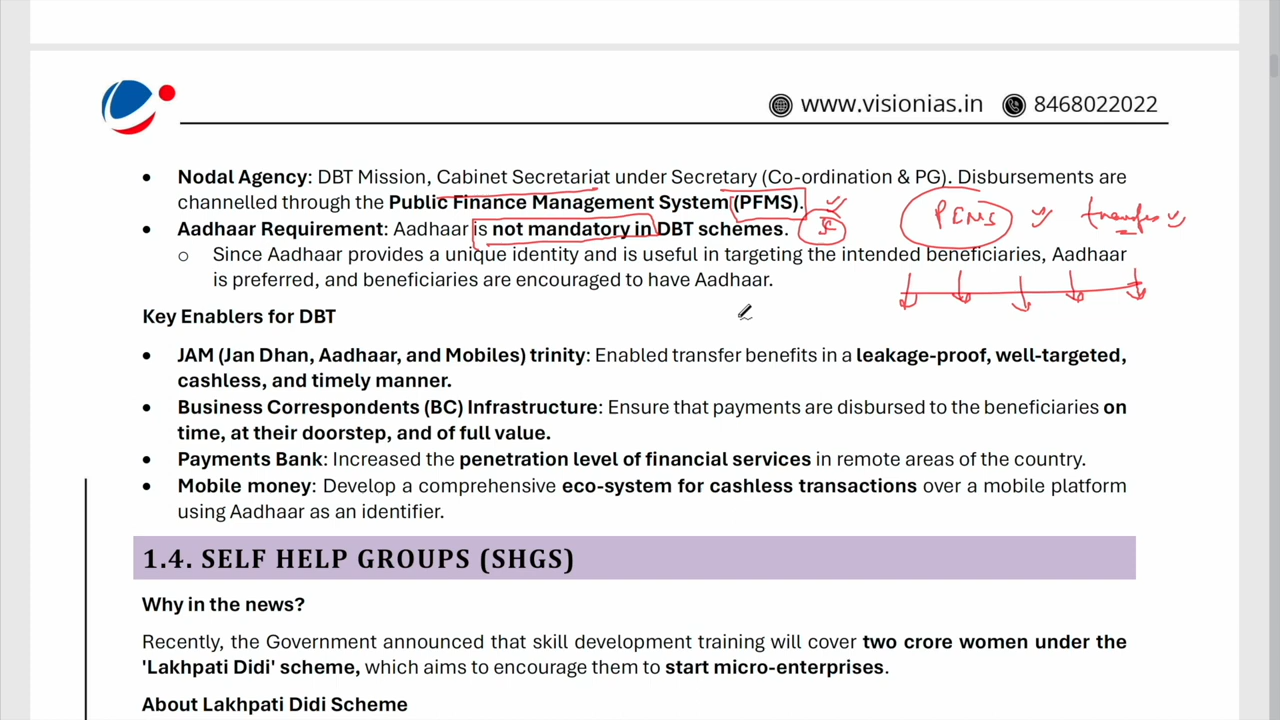 www.visionias.in 8468022022
• Nodal Agency: DBT Mission, Cabinet Secretariat under Secretary (Co-ordination & PG). Disbursements are
channelled through the Public Finance Management System (PFMS).
PFMS transfer
• Aadhaar Requirement: Aadhaar is not mandatory in DBT schemes.
o Since Aadhaar provides a unique identity and is useful in targeting the intended beneficiaries, Aadhaar
is preferred, and beneficiaries are encouraged to have Aadhaar.
Key Enablers for DBT
• JAM (Jan Dhan, Aadhaar, and Mobiles) trinity: Enabled transfer benefits in a leakage-proof, well-targeted,
cashless, and timely manner.
• Business Correspondents (BC) Infrastructure: Ensure that payments are disbursed to the beneficiaries on
time, at their doorstep, and of full value.
• Payments Bank: Increased the penetration level of financial services in remote areas of the country.
• Mobile money: Develop a comprehensive eco-system for cashless transactions over a mobile platform
using Aadhaar as an identifier.
1.4. SELF HELP GROUPS (SHGS)
Why in the news?
Recently, the Government announced that skill development training will cover two crore women under the
'Lakhpati Didi' scheme, which aims to encourage them to start micro-enterprises.
About Lakhpati Didi Scheme